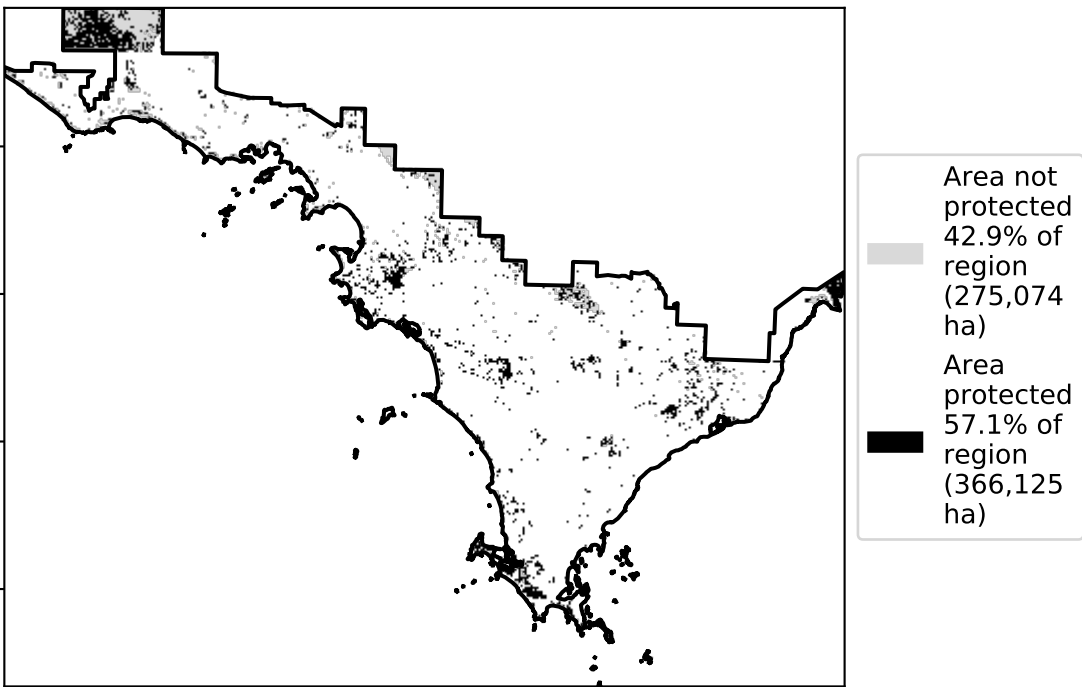 Area not
protected
42.9% of
region
(275,074
ha)
Area
protected
57.1% of
region
(366,125
ha)